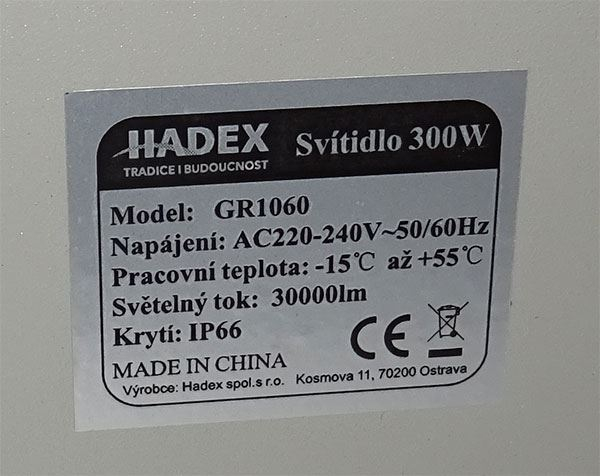 HADEX
TRADICE I BUDOUCNOST
Svítidlo 300W
Model: GR1060
Napájení: AC220-240V~50/60Hz
Pracovní teplota: -15℃ až +55℃
Světelný tok: 30000lm
Krytí: IP66
CE
MADE IN CHINA
Výrobce: Hadex spol.s r.o. Kosmova 11, 70200 Ostrava